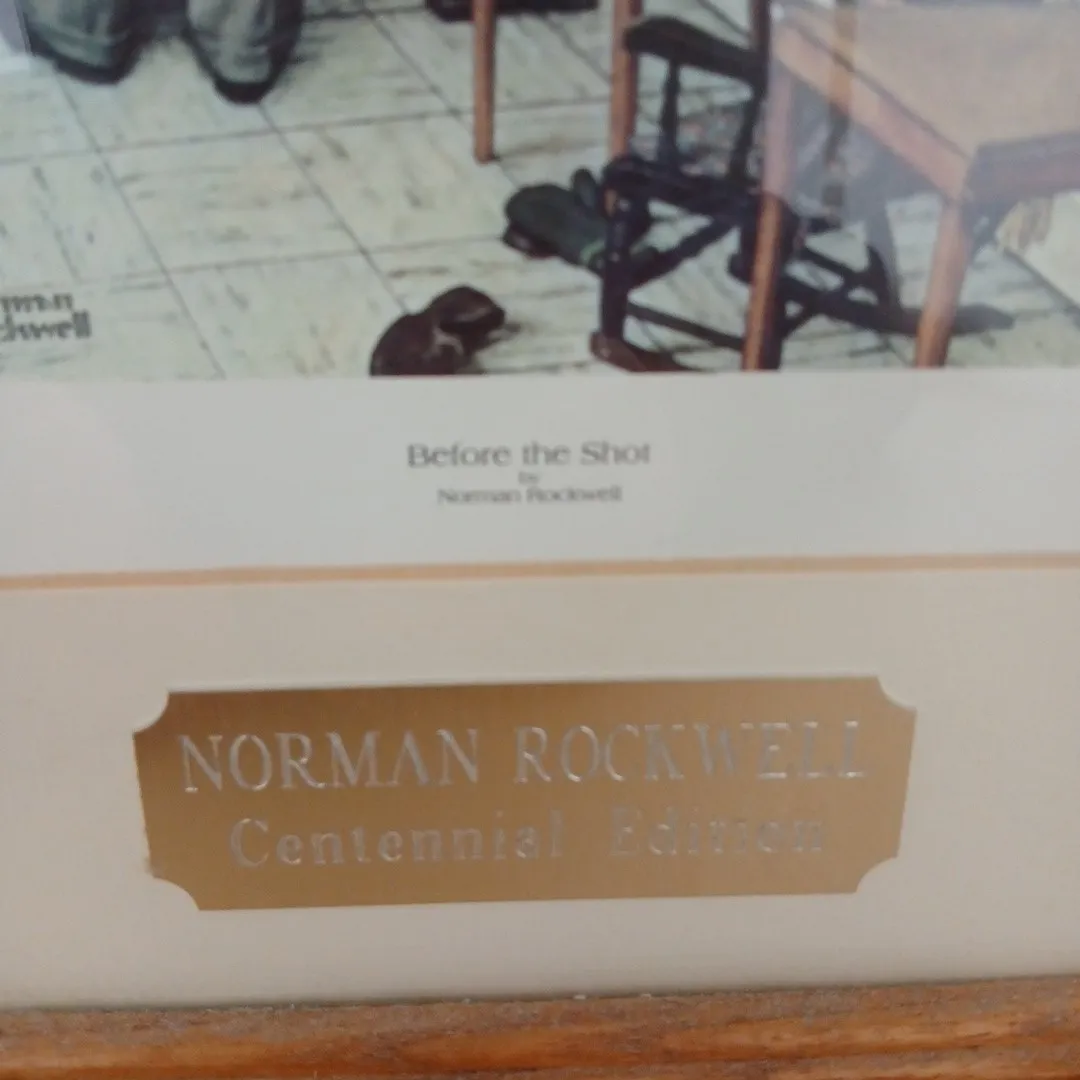 Before the Shot
by
Norman Rockwell
NORMAN ROCKWELL
Centennial Edition